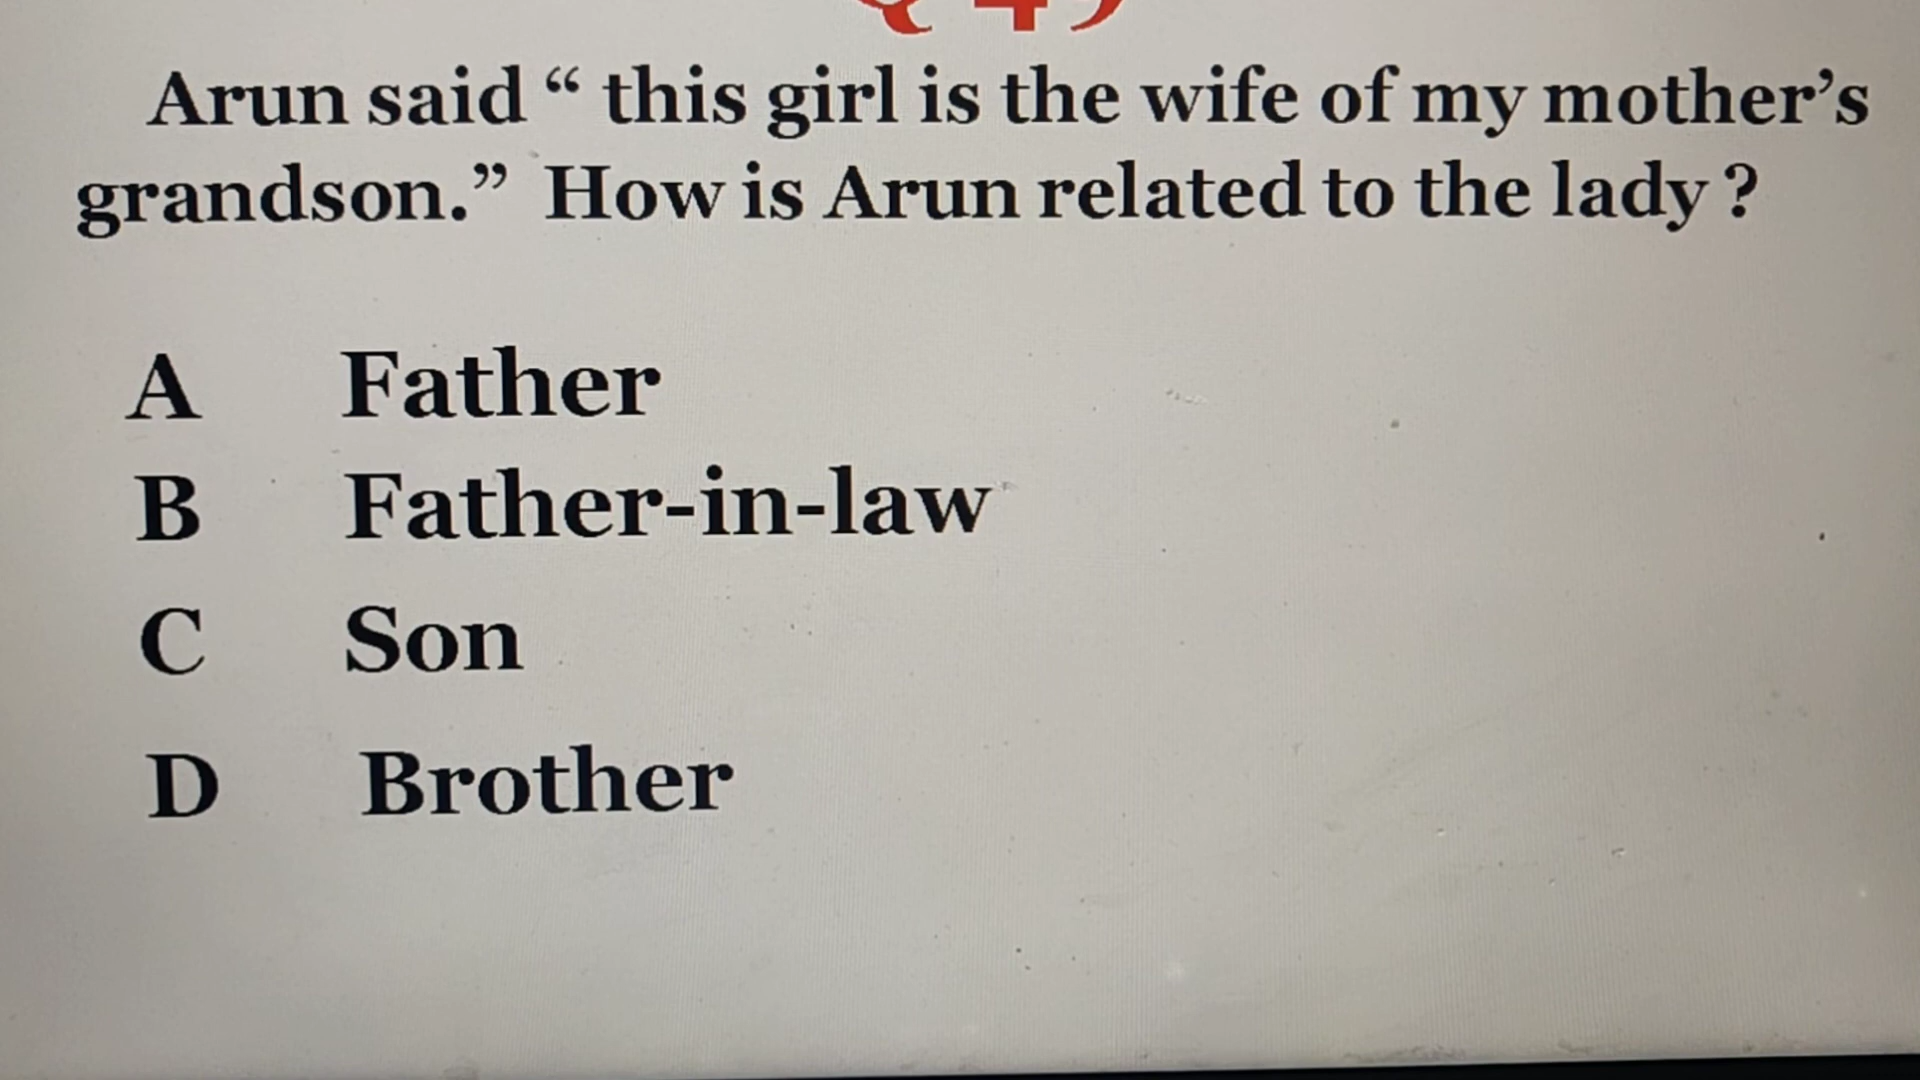 Arun said “ this girl is the wife of my mother’s
grandson.” How is Arun related to the lady ?
A Father
B Father-in-law
C Son
D Brother